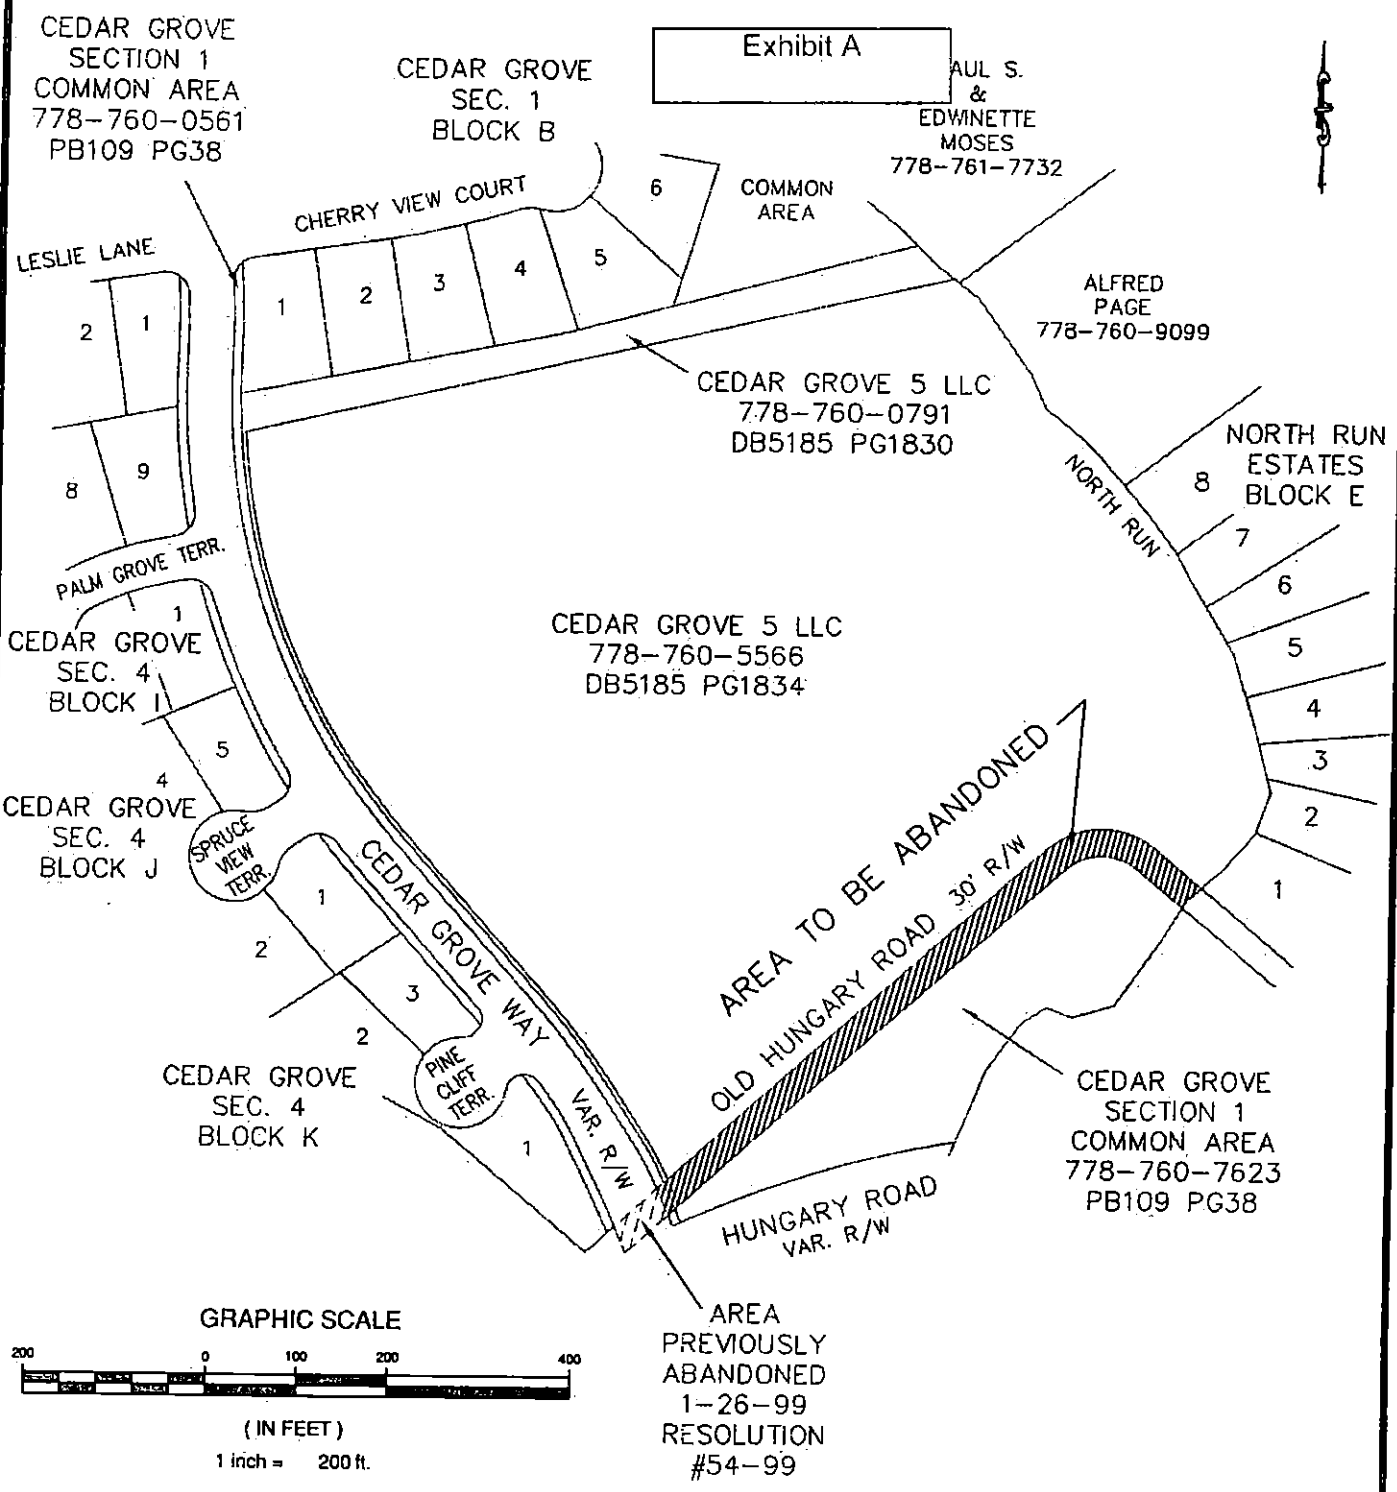 CEDAR GROVE
SECTION 1
COMMON AREA
778-760-0561
PB109 PG38
CEDAR GROVE
SEC. 1
BLOCK B
Exhibit A
AUL S.
&
EDWINETTE
MOSES
778-761-7732
CHERRY VIEW COURT
6
COMMON
AREA
LESLIE LANE
2
1
1
2
3
4
5
ALFRED
PAGE
778-760-9099
CEDAR GROVE 5 LLC
778-760-0791
DB5185 PG1830
8
9
NORTH RUN
NORTH RUN
ESTATES
BLOCK E
8
7
6
5
4
3
2
1
PALM GROVE TERR.
1
CEDAR GROVE
SEC. 4
BLOCK I
CEDAR GROVE 5 LLC
778-760-5566
DB5185 PG1834
5
4
CEDAR GROVE
SEC. 4
BLOCK J
SPRUCE
VIEW
TERR.
AREA TO BE ABANDONED
OLD HUNGARY ROAD 30' R/W
CEDAR GROVE WAY
VAR. R/W
1
2
3
2
PINE
CLIFF
TERR.
1
CEDAR GROVE
SEC. 4
BLOCK K
CEDAR GROVE
SECTION 1
COMMON AREA
778-760-7623
PB109 PG38
HUNGARY ROAD
VAR. R/W
AREA
PREVIOUSLY
ABANDONED
1-26-99
RESOLUTION
#54-99
GRAPHIC SCALE
200 0 100 200 400
( IN FEET )
1 inch = 200 ft.